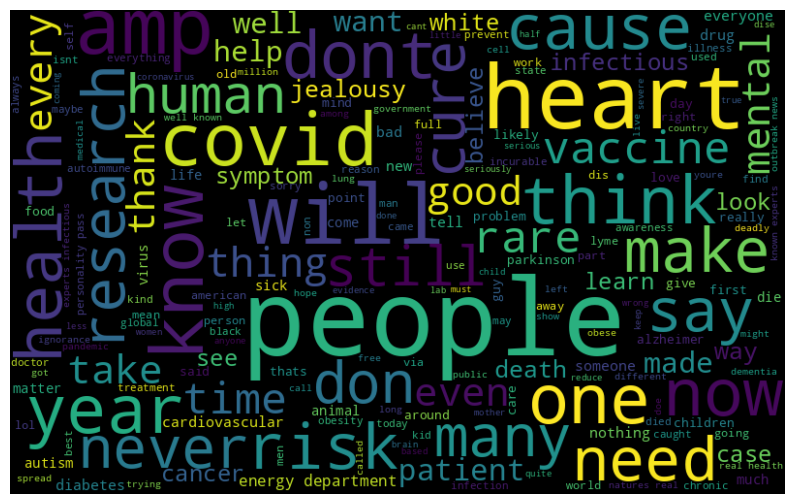 amp
well
want
white
cause
everyone
drug
illness
half
dise
cell
prevent
cant
little
self
isnt
everything
every
help
donte
cure
infectious
used
work
state
mental
old
million
always
coronavirus
coming
maybe
research
human
jealousy
heart
among
true
live
severe
well known
mind
government
full
believe
likely
day
right
country
outbreak news
medical
thank
covid
bad
new
please
serious
vaccine
autoimmune
symptom
reason
seriously
incurable
youre
health
life
sorry
lung
good
dis
love
find
look
food
know
let
point
man
done
come
came
will
non
tell
problem
think
awareness
really
deadly
known experts
experts infectious
personality pass
virus
thing
still
rare
parkinson
lyme
part
make
kind
sick
use
child
guy
learn
give
first
die
mean
global
american
high
hope
evidence
lab
must
away
left
wrong
less
women
person
black
people
may
show
obese
keep
say
might
ignorance
pandemic
anyone
see
alzheimer
doctor
got
take
said
thats
free
via
death
someone
made
way
matter
treatment
time
call
don
public
even
care
reduce
different
doe
dementia
year
lol
cardiovascular
animal
long
around
one
died
now
best
men
obesity
today
mother
children
caught
going
nothing
autism
never
risk
kid
brain
many
need
case
spread
called
based
patient
real health
cancer
energy department
quite
world
natures real
chronic
much
diabetes
trying
infection